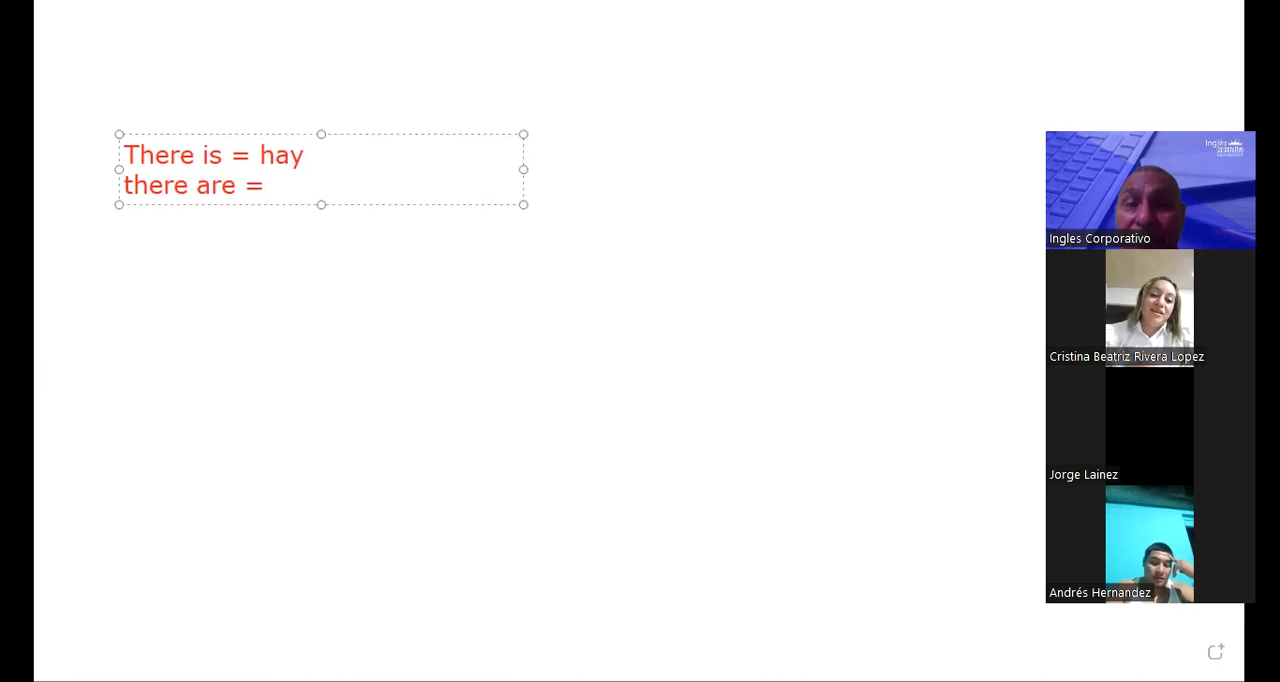 There is = hay
there are =
Ingles Corporativo
Cristina Beatriz Rivera Lopez
Jorge Lainez
Andrés Hernandez